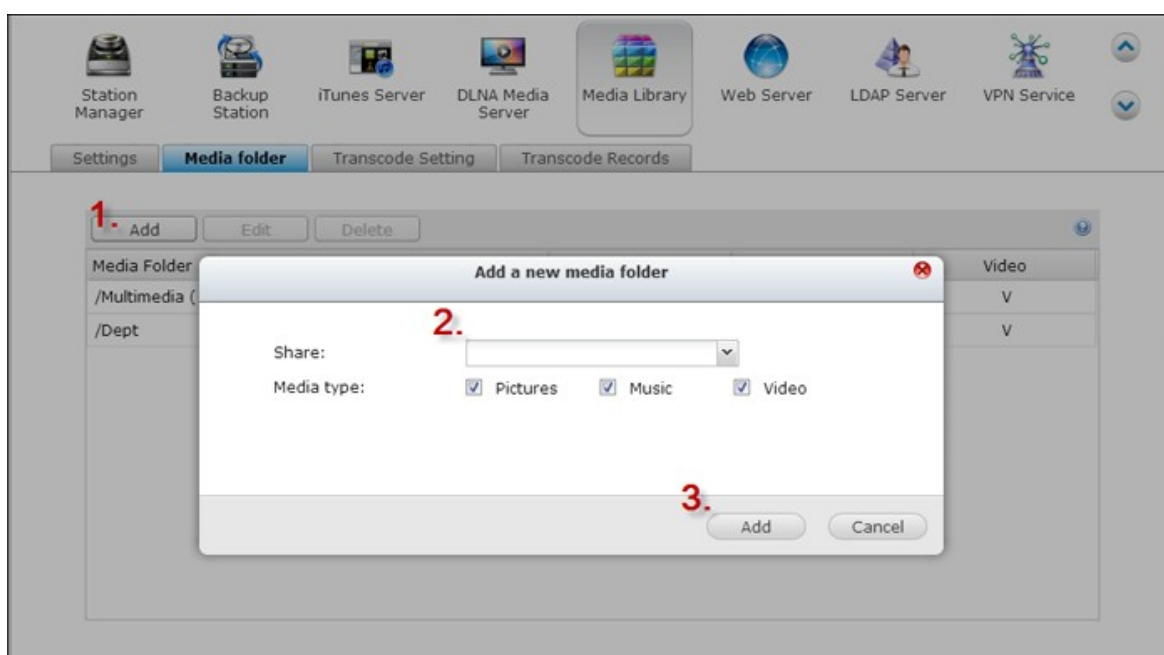 Station Manager
Backup Station
iTunes Server
DLNA Media Server
Media Library
Web Server
LDAP Server
VPN Service
Settings
Media folder
Transcode Setting
Transcode Records
1.
Add
Edit
Delete
Media Folder
Video
/Multimedia (
V
/Dept
V
Add a new media folder
2.
Share:
Media type:
Pictures
Music
Video
3.
Add
Cancel